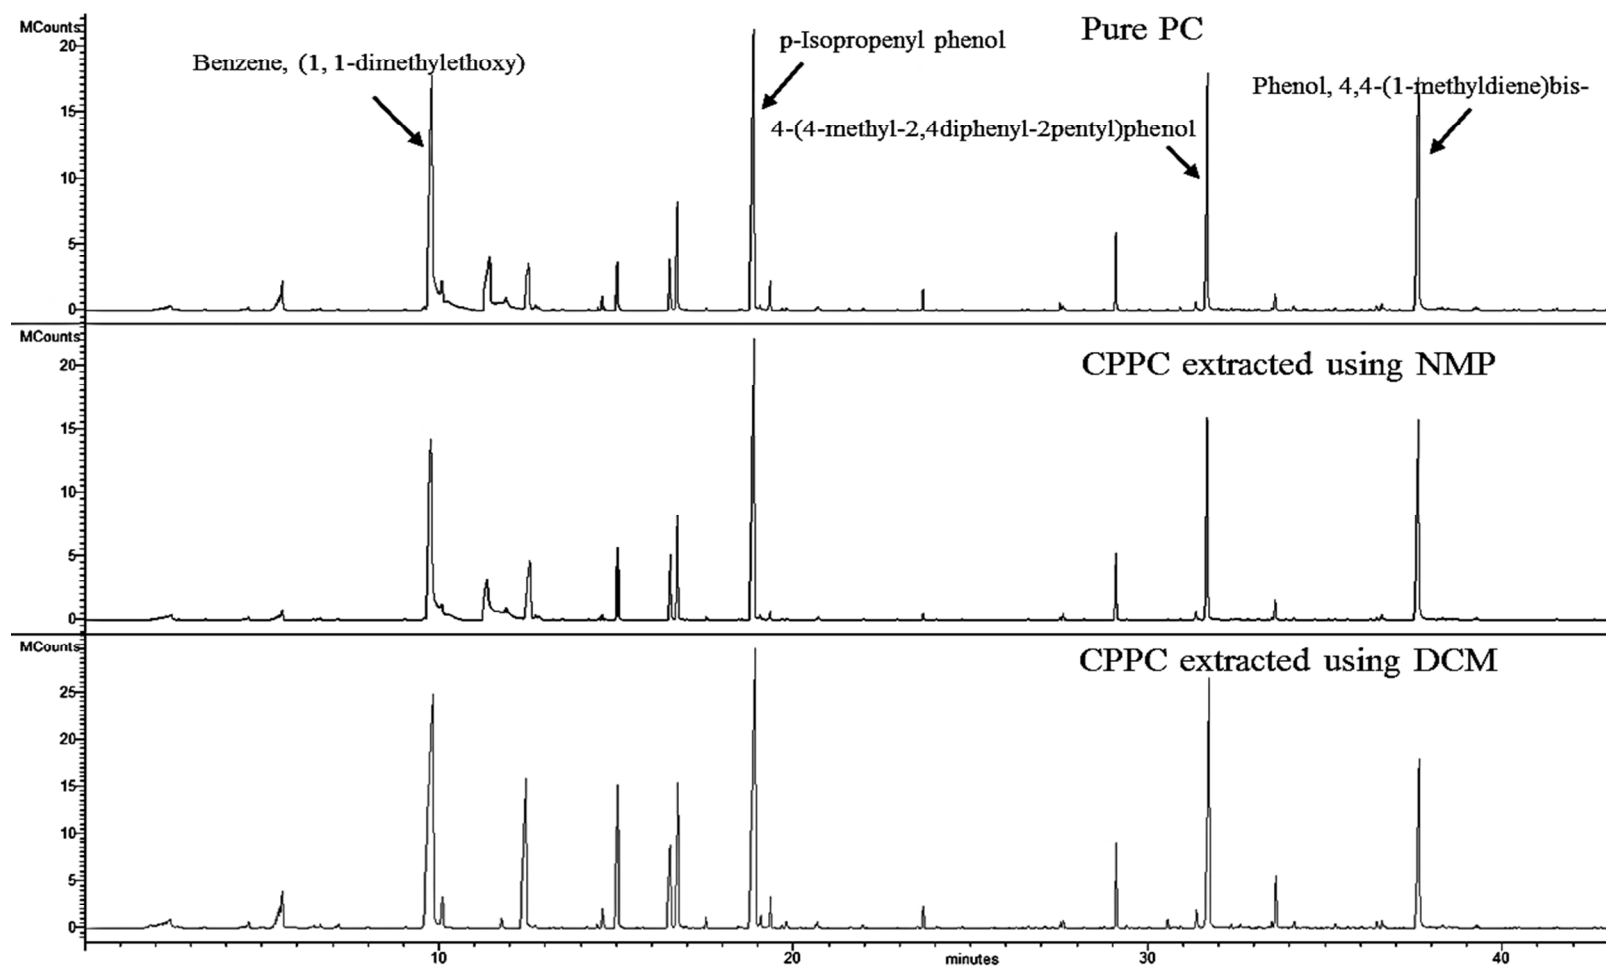 Pure PC
MCounts
20
Benzene, (1, 1-dimethylethoxy)
p-Isopropenyl phenol
Phenol, 4,4-(1-methyldiene)bis-
15
4-(4-methyl-2,4diphenyl-2pentyl)phenol
10
5
0
MCounts
CPPC extracted using NMP
20
15
10
5
0
MCounts
CPPC extracted using DCM
25
20
15
10
5
0
10
20
minutes
30
40